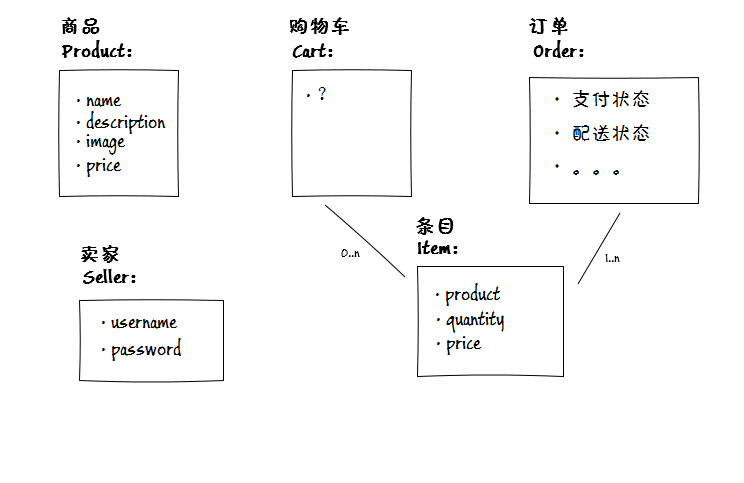 商品
Product:
· name
· description
· image
· price
购物车
Cart:
· ?
订单
Order:
· 支付状态
· 配送状态
· 。。。
0..n
1..n
卖家
Seller:
· username
· password
条目
Item:
· product
· quantity
· price